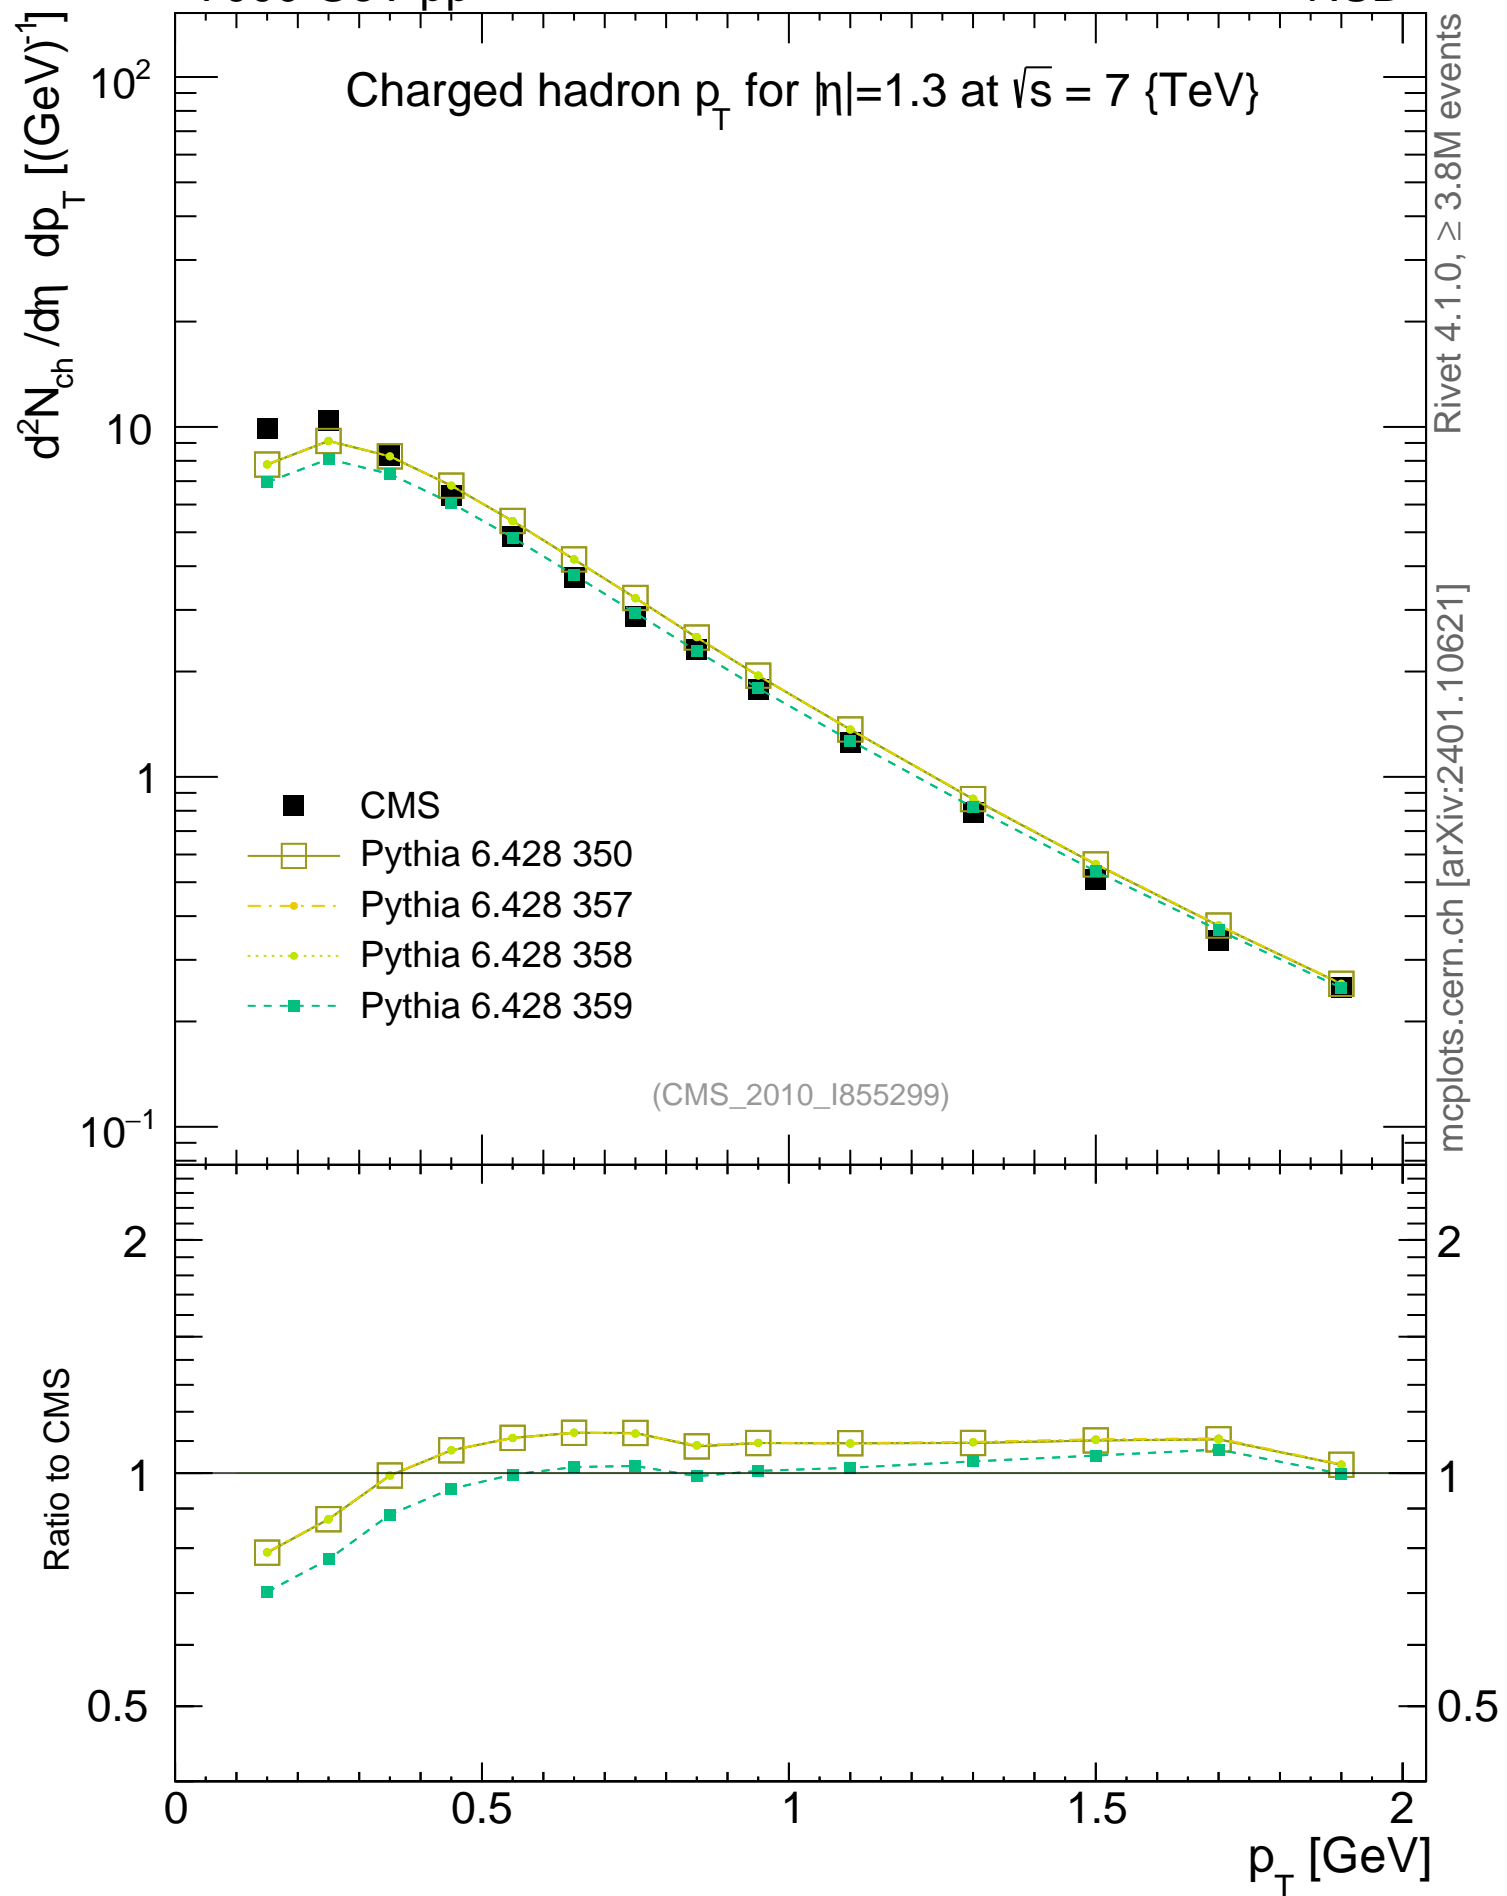 Charged hadron p_T for |η|=1.3 at √s = 7 {TeV}
d²N_ch/dη dp_T [(GeV)⁻¹]
10²
10
1
10⁻¹
CMS
Pythia 6.428 350
Pythia 6.428 357
Pythia 6.428 358
Pythia 6.428 359
(CMS_2010_I855299)
Rivet 4.1.0, ≥ 3.8M events
mcplots.cern.ch [arXiv:2401.10621]
Ratio to CMS
2
1
0.5
2
1
0.5
0 0.5 1 1.5 2
p_T [GeV]